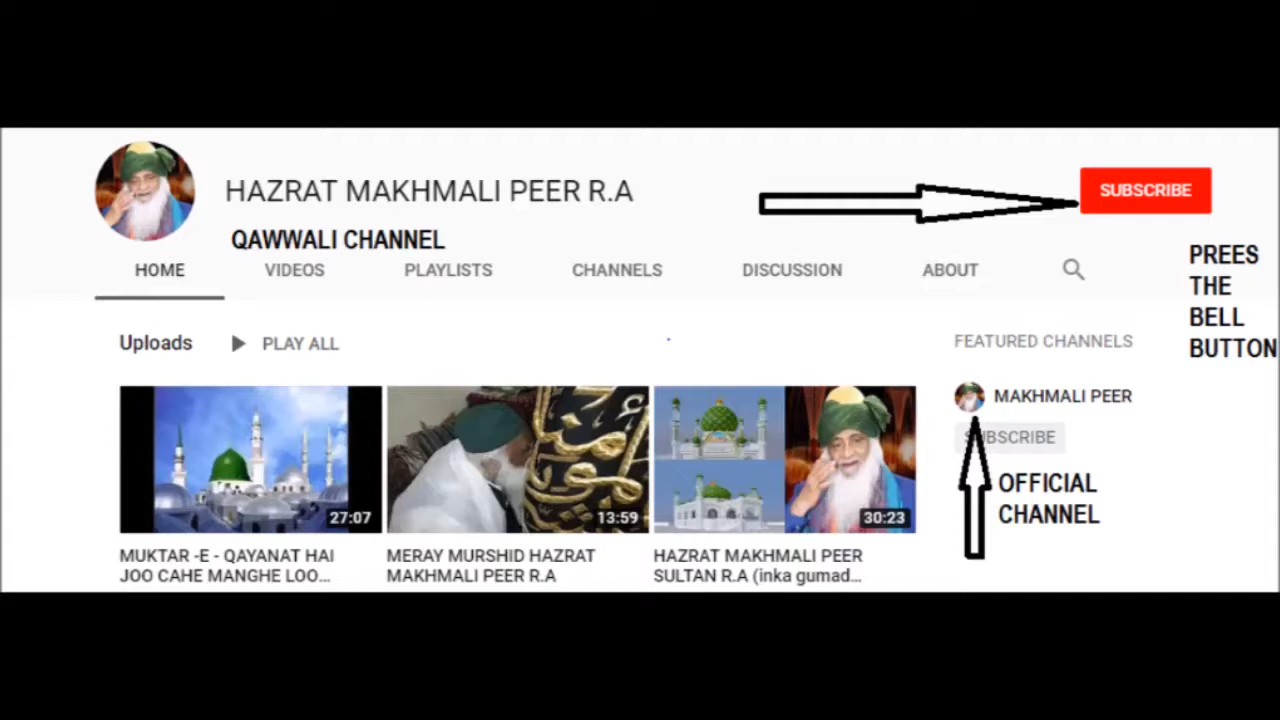 HAZRAT MAKHMALI PEER R.A
SUBSCRIBE
QAWWALI CHANNEL
HOME VIDEOS PLAYLISTS CHANNELS DISCUSSION ABOUT
PREES
THE
BELL
BUTTON
Uploads PLAY ALL
FEATURED CHANNELS
MAKHMALI PEER
SUBSCRIBE
OFFICIAL
CHANNEL
27:07
13:59
30:23
MUKTAR -E - QAYANAT HAI
JOO CAHE MANGHE LOO...
MERAY MURSHID HAZRAT
MAKHMALI PEER R.A
HAZRAT MAKHMALI PEER
SULTAN R.A (inka gumad...